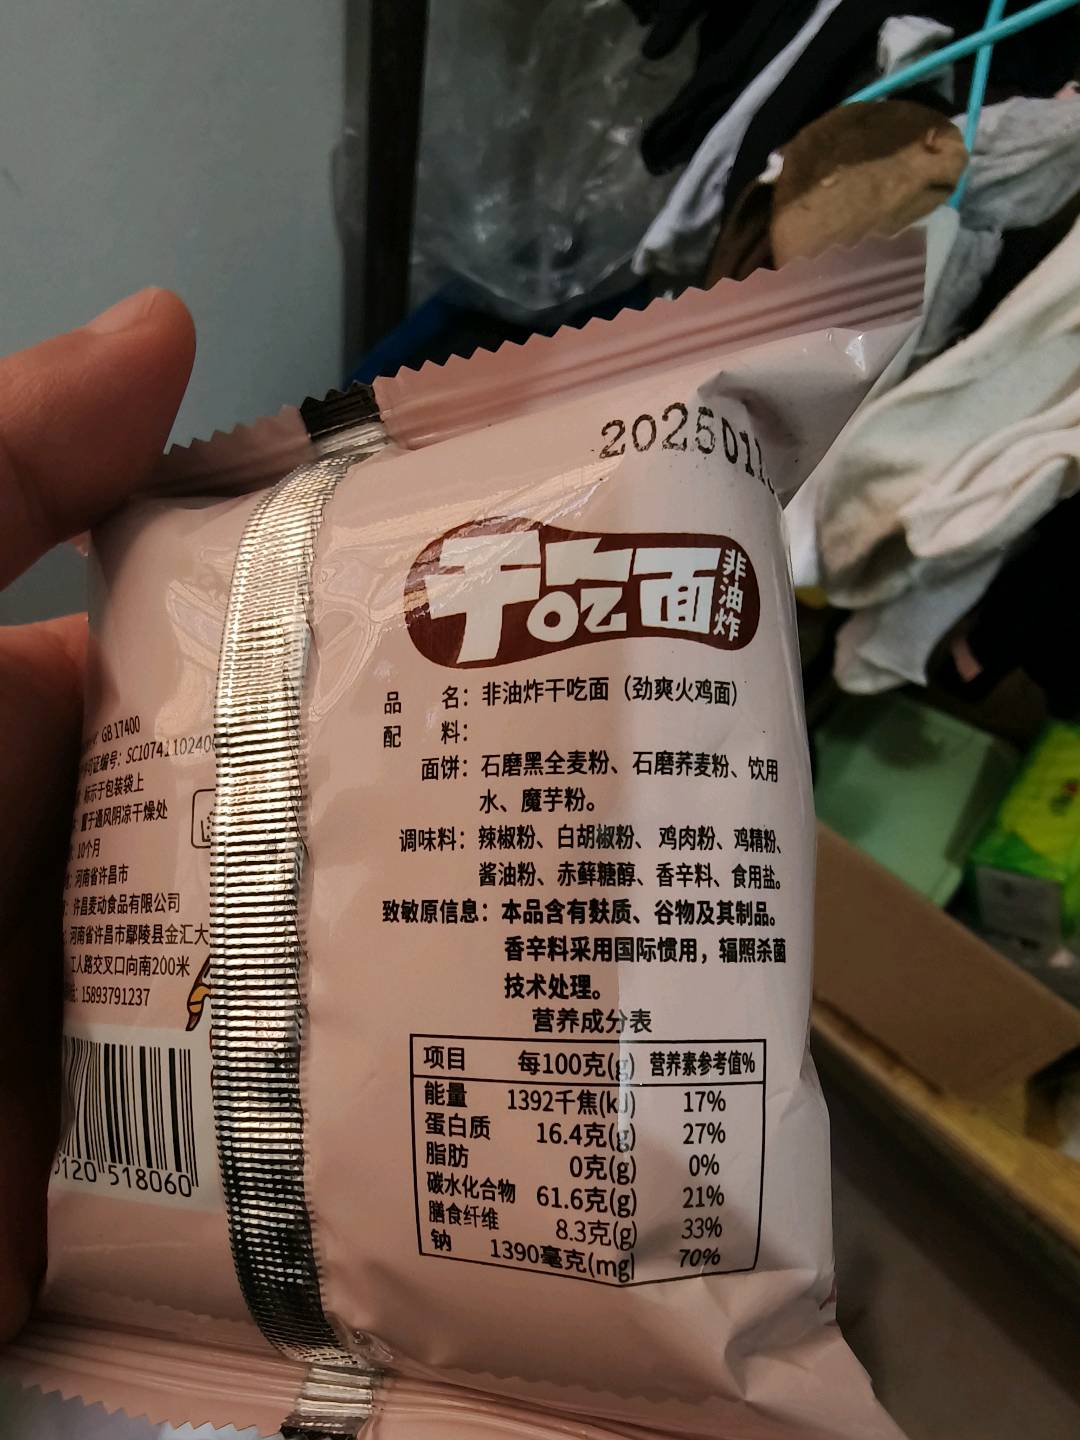 2025011
干吃面
非油炸
品 名：非油炸干吃面（劲爽火鸡面）
配 料：
面饼：石磨黑全麦粉、石磨荞麦粉、饮用
水、魔芋粉。
调味料：辣椒粉、白胡椒粉、鸡肉粉、鸡精粉、
酱油粉、赤藓糖醇、香辛料、食用盐。
致敏原信息：本品含有麸质、谷物及其制品。
香辛料采用国际惯用，辐照杀菌
技术处理。
营养成分表
项目 每100克(g) 营养素参考值%
能量 1392千焦(kJ) 17%
蛋白质 16.4克(g) 27%
脂肪 0克(g) 0%
碳水化合物 61.6克(g) 21%
膳食纤维 8.3克(g) 33%
钠 1390毫克(mg) 70%
GB 17400
可证编号：SC1074110240
标示于包装袋上
置于通风阴凉干燥处
10个月
河南省许昌市
许昌麦动食品有限公司
河南省许昌市鄢陵县金汇大
工人路交叉口向南200米
15893791237
120 518060